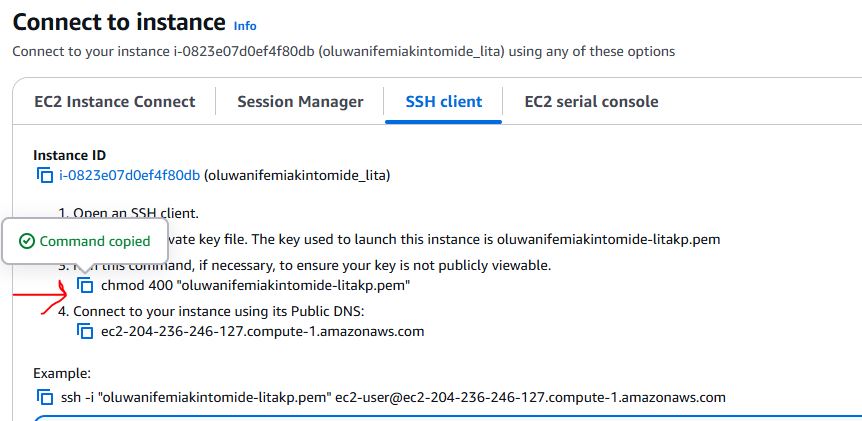 Connect to instance Info
Connect to your instance i-0823e07d0ef4f80db (oluwanifemiakintomide_lita) using any of these options
EC2 Instance Connect Session Manager SSH client EC2 serial console
Instance ID
i-0823e07d0ef4f80db (oluwanifemiakintomide_lita)
1. Open an SSH client.
Command copied
key file. The key used to launch this instance is oluwanifemiakintomide-litakp.pem
this command, if necessary, to ensure your key is not publicly viewable.
chmod 400 "oluwanifemiakintomide-litakp.pem"
4. Connect to your instance using its Public DNS:
ec2-204-236-246-127.compute-1.amazonaws.com
Example:
ssh -i "oluwanifemiakintomide-litakp.pem" ec2-user@ec2-204-236-246-127.compute-1.amazonaws.com